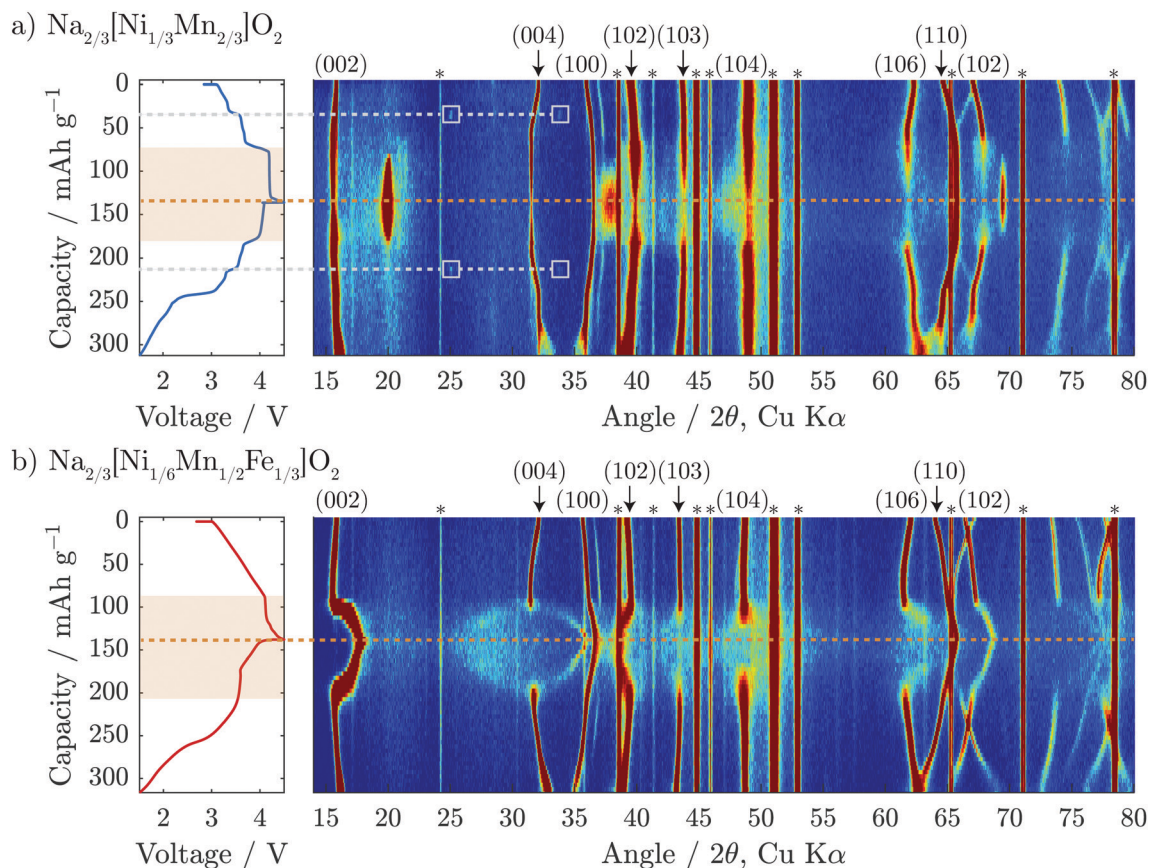 a) Na2/3[Ni1/3Mn2/3]O2
(002) * (004) (100) * (102) * (103) * * (104) * * (106) (110) * (102) * *
0
50
100
150
200
250
300
Capacity / mAh g−1
2 3 4
15 20 25 30 35 40 45 50 55 60 65 70 75 80
Voltage / V
Angle / 2θ, Cu Kα
b) Na2/3[Ni1/6Mn1/2Fe1/3]O2
(002) * (004) (100) * (102) * (103) * * (104) * * (106) (110) * (102) * *
0
50
100
150
200
250
300
Capacity / mAh g−1
2 3 4
15 20 25 30 35 40 45 50 55 60 65 70 75 80
Voltage / V
Angle / 2θ, Cu Kα